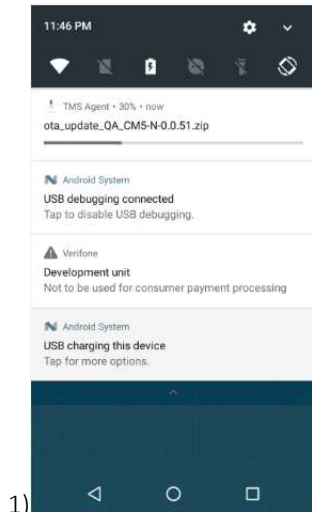 11:46 PM
TMS Agent • 30% • now
ota_update_QA_CM5-N-0.0.51.zip
Android System
USB debugging connected
Tap to disable USB debugging.
Verifone
Development unit
Not to be used for consumer payment processing
Android System
USB charging this device
Tap for more options.
1)